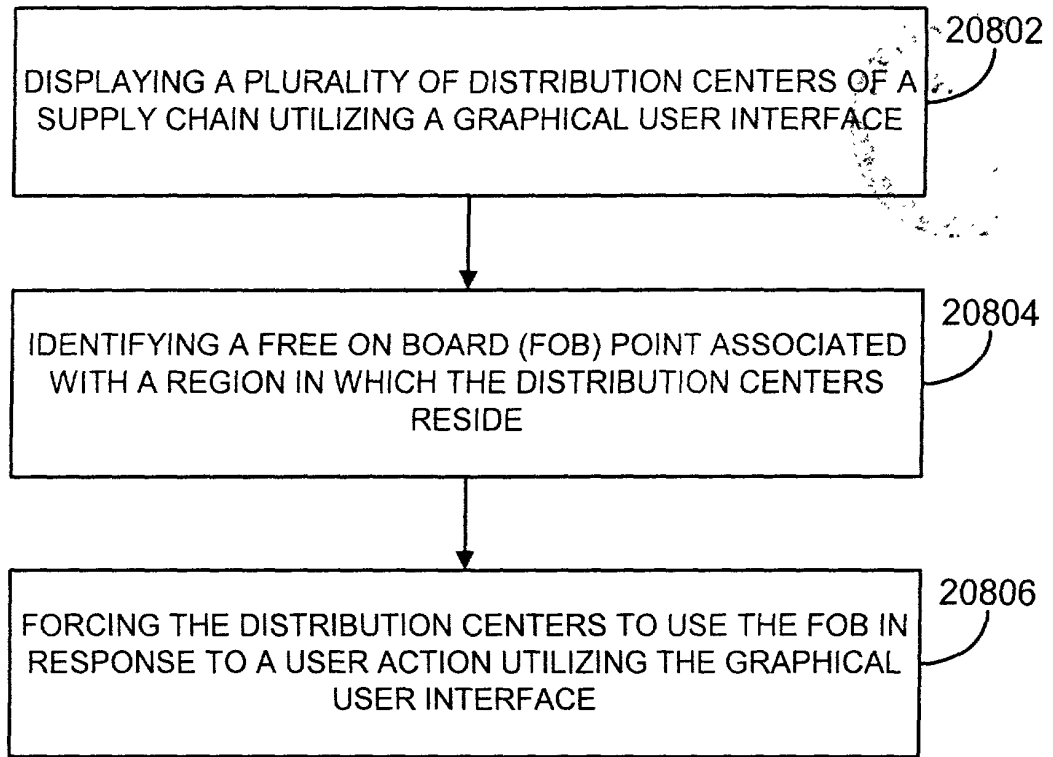 20802
DISPLAYING A PLURALITY OF DISTRIBUTION CENTERS OF A
SUPPLY CHAIN UTILIZING A GRAPHICAL USER INTERFACE
20804
IDENTIFYING A FREE ON BOARD (FOB) POINT ASSOCIATED
WITH A REGION IN WHICH THE DISTRIBUTION CENTERS
RESIDE
20806
FORCING THE DISTRIBUTION CENTERS TO USE THE FOB IN
RESPONSE TO A USER ACTION UTILIZING THE GRAPHICAL
USER INTERFACE